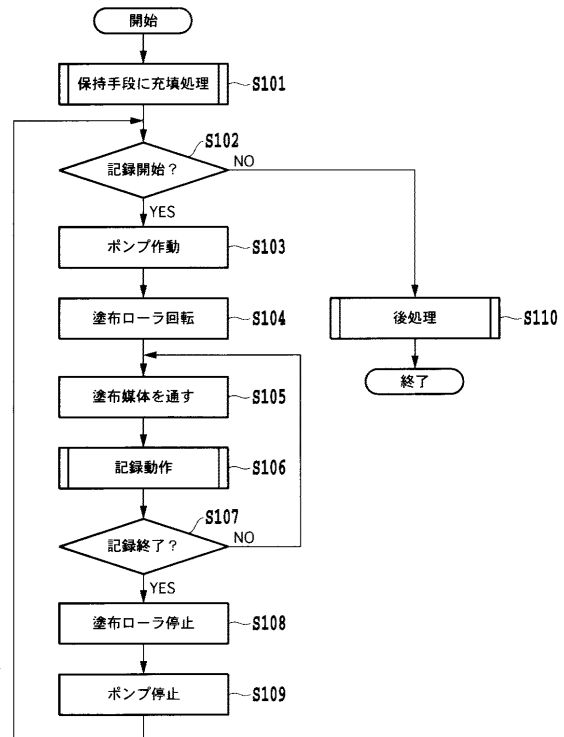 開始
保持手段に充填処理
S101
S102
記録開始?
NO
YES
ポンプ作動
S103
塗布ローラ回転
S104
後処理
S110
終了
塗布媒体を通す
S105
記録動作
S106
S107
記録終了?
NO
YES
塗布ローラ停止
S108
ポンプ停止
S109